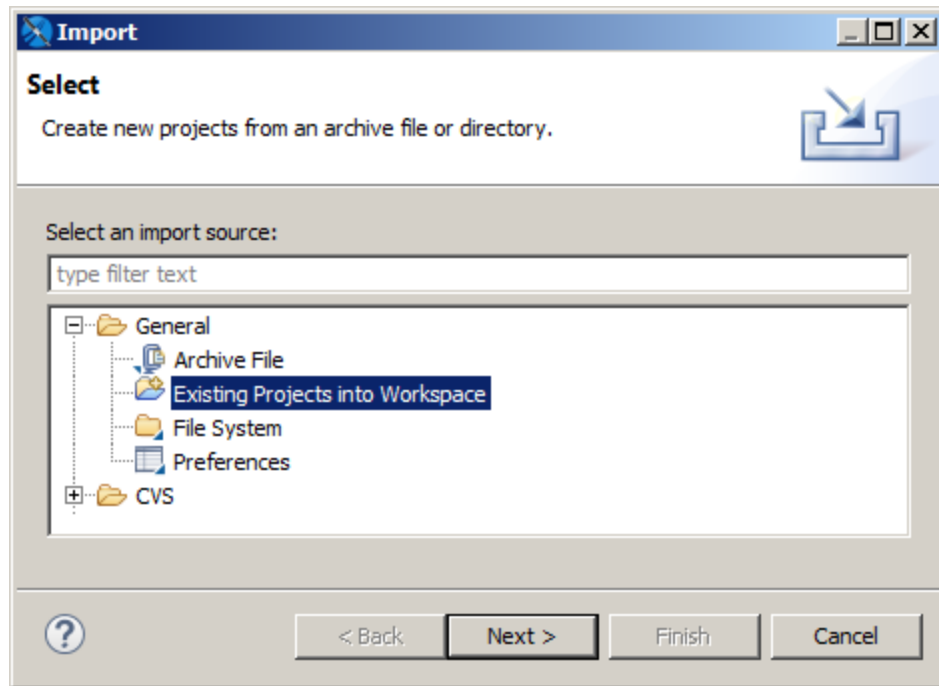 Import
Select
Create new projects from an archive file or directory.
Select an import source:
type filter text
General
Archive File
Existing Projects into Workspace
File System
Preferences
CVS
? < Back Next > Finish Cancel